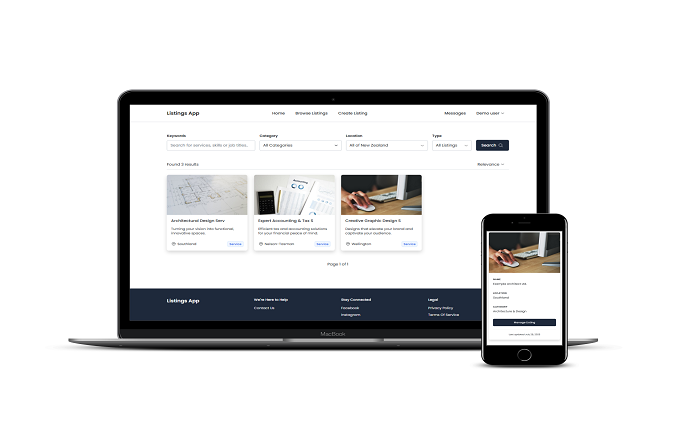 Listings App
Home
Browse Listings
Create Listing
Messages
Demo user
Keywords
Category
Location
Type
Search for services, skills or job titles,
All Categories
All of New Zealand
All Listings
Search
Found 3 results
Relevance
Architectural Design Serv
Turning your vision into functional,
innovative spaces.
Southland
Service
Expert Accounting & Tax S
Efficient tax and accounting solutions
for your financial peace of mind.
Nelson-Tasman
Service
Creative Graphic Design S
Designs that elevate your brand and
captivate your audience.
Wellington
Service
Page 1 of 1
Listings App
We're Here to Help
Contact Us
Stay Connected
Facebook
Instagram
Legal
Privacy Policy
Terms Of Service
MacBook
NAME
LOCATION
Southland
CATEGORY
Architecture & Design
Message Listing